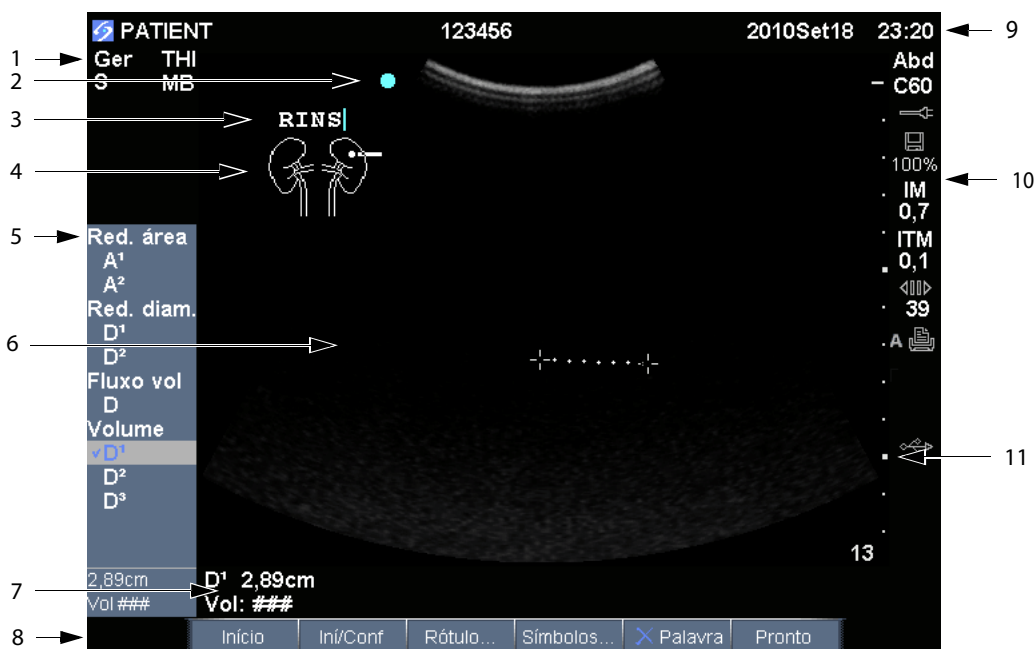 PATIENT 123456 2010Set18 23:20
9
1
Ger THI
S MB
2
3
RINS
4
Abd
C60
100%
10
IM
0,7
ITM
0,1
39
A
5
Red. área
A¹
A²
Red. diam.
D¹
D²
Fluxo vol
D
Volume
✓D¹
D²
D³
6
11
13
2,89cm
Vol ###
7
D¹ 2,89cm
Vol: ###
8
Início Iní/Conf Rótulo... Símbolos... X Palavra Pronto